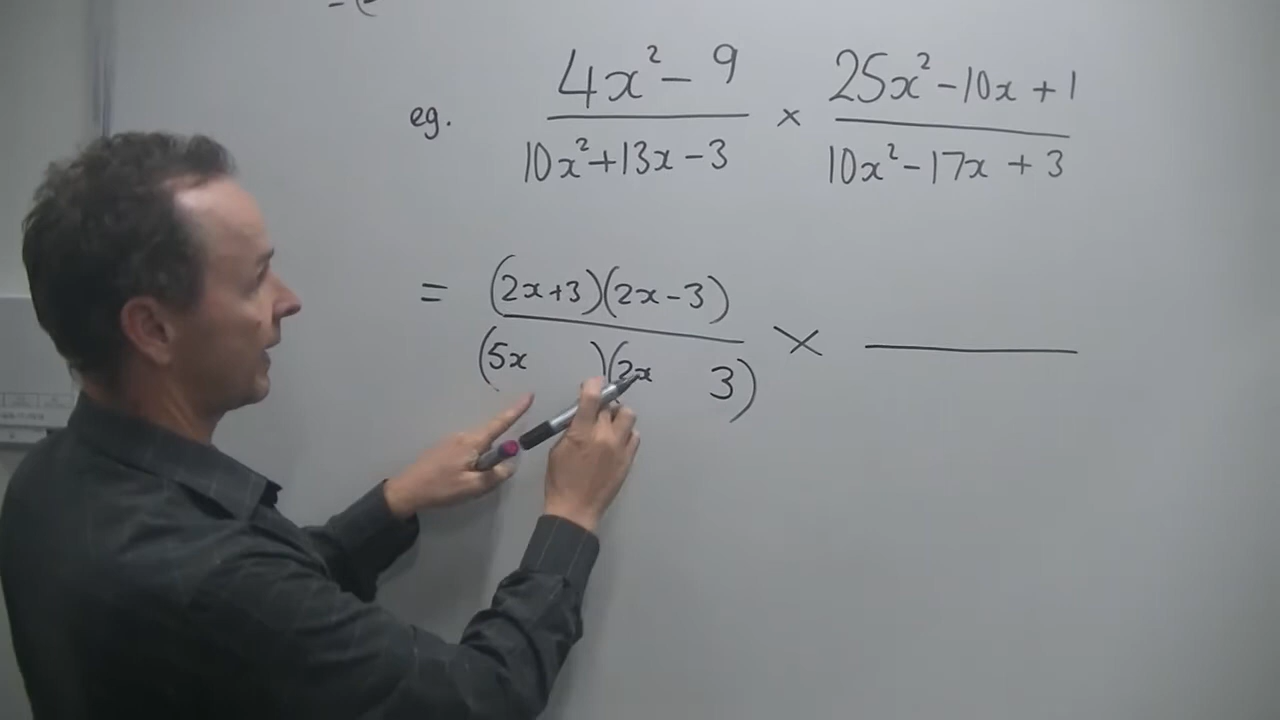 eg. 4x² - 9 / 10x² + 13x - 3 × 25x² - 10x + 1 / 10x² - 17x + 3
= (2x+3)(2x-3) / (5x )(2x 3) ×